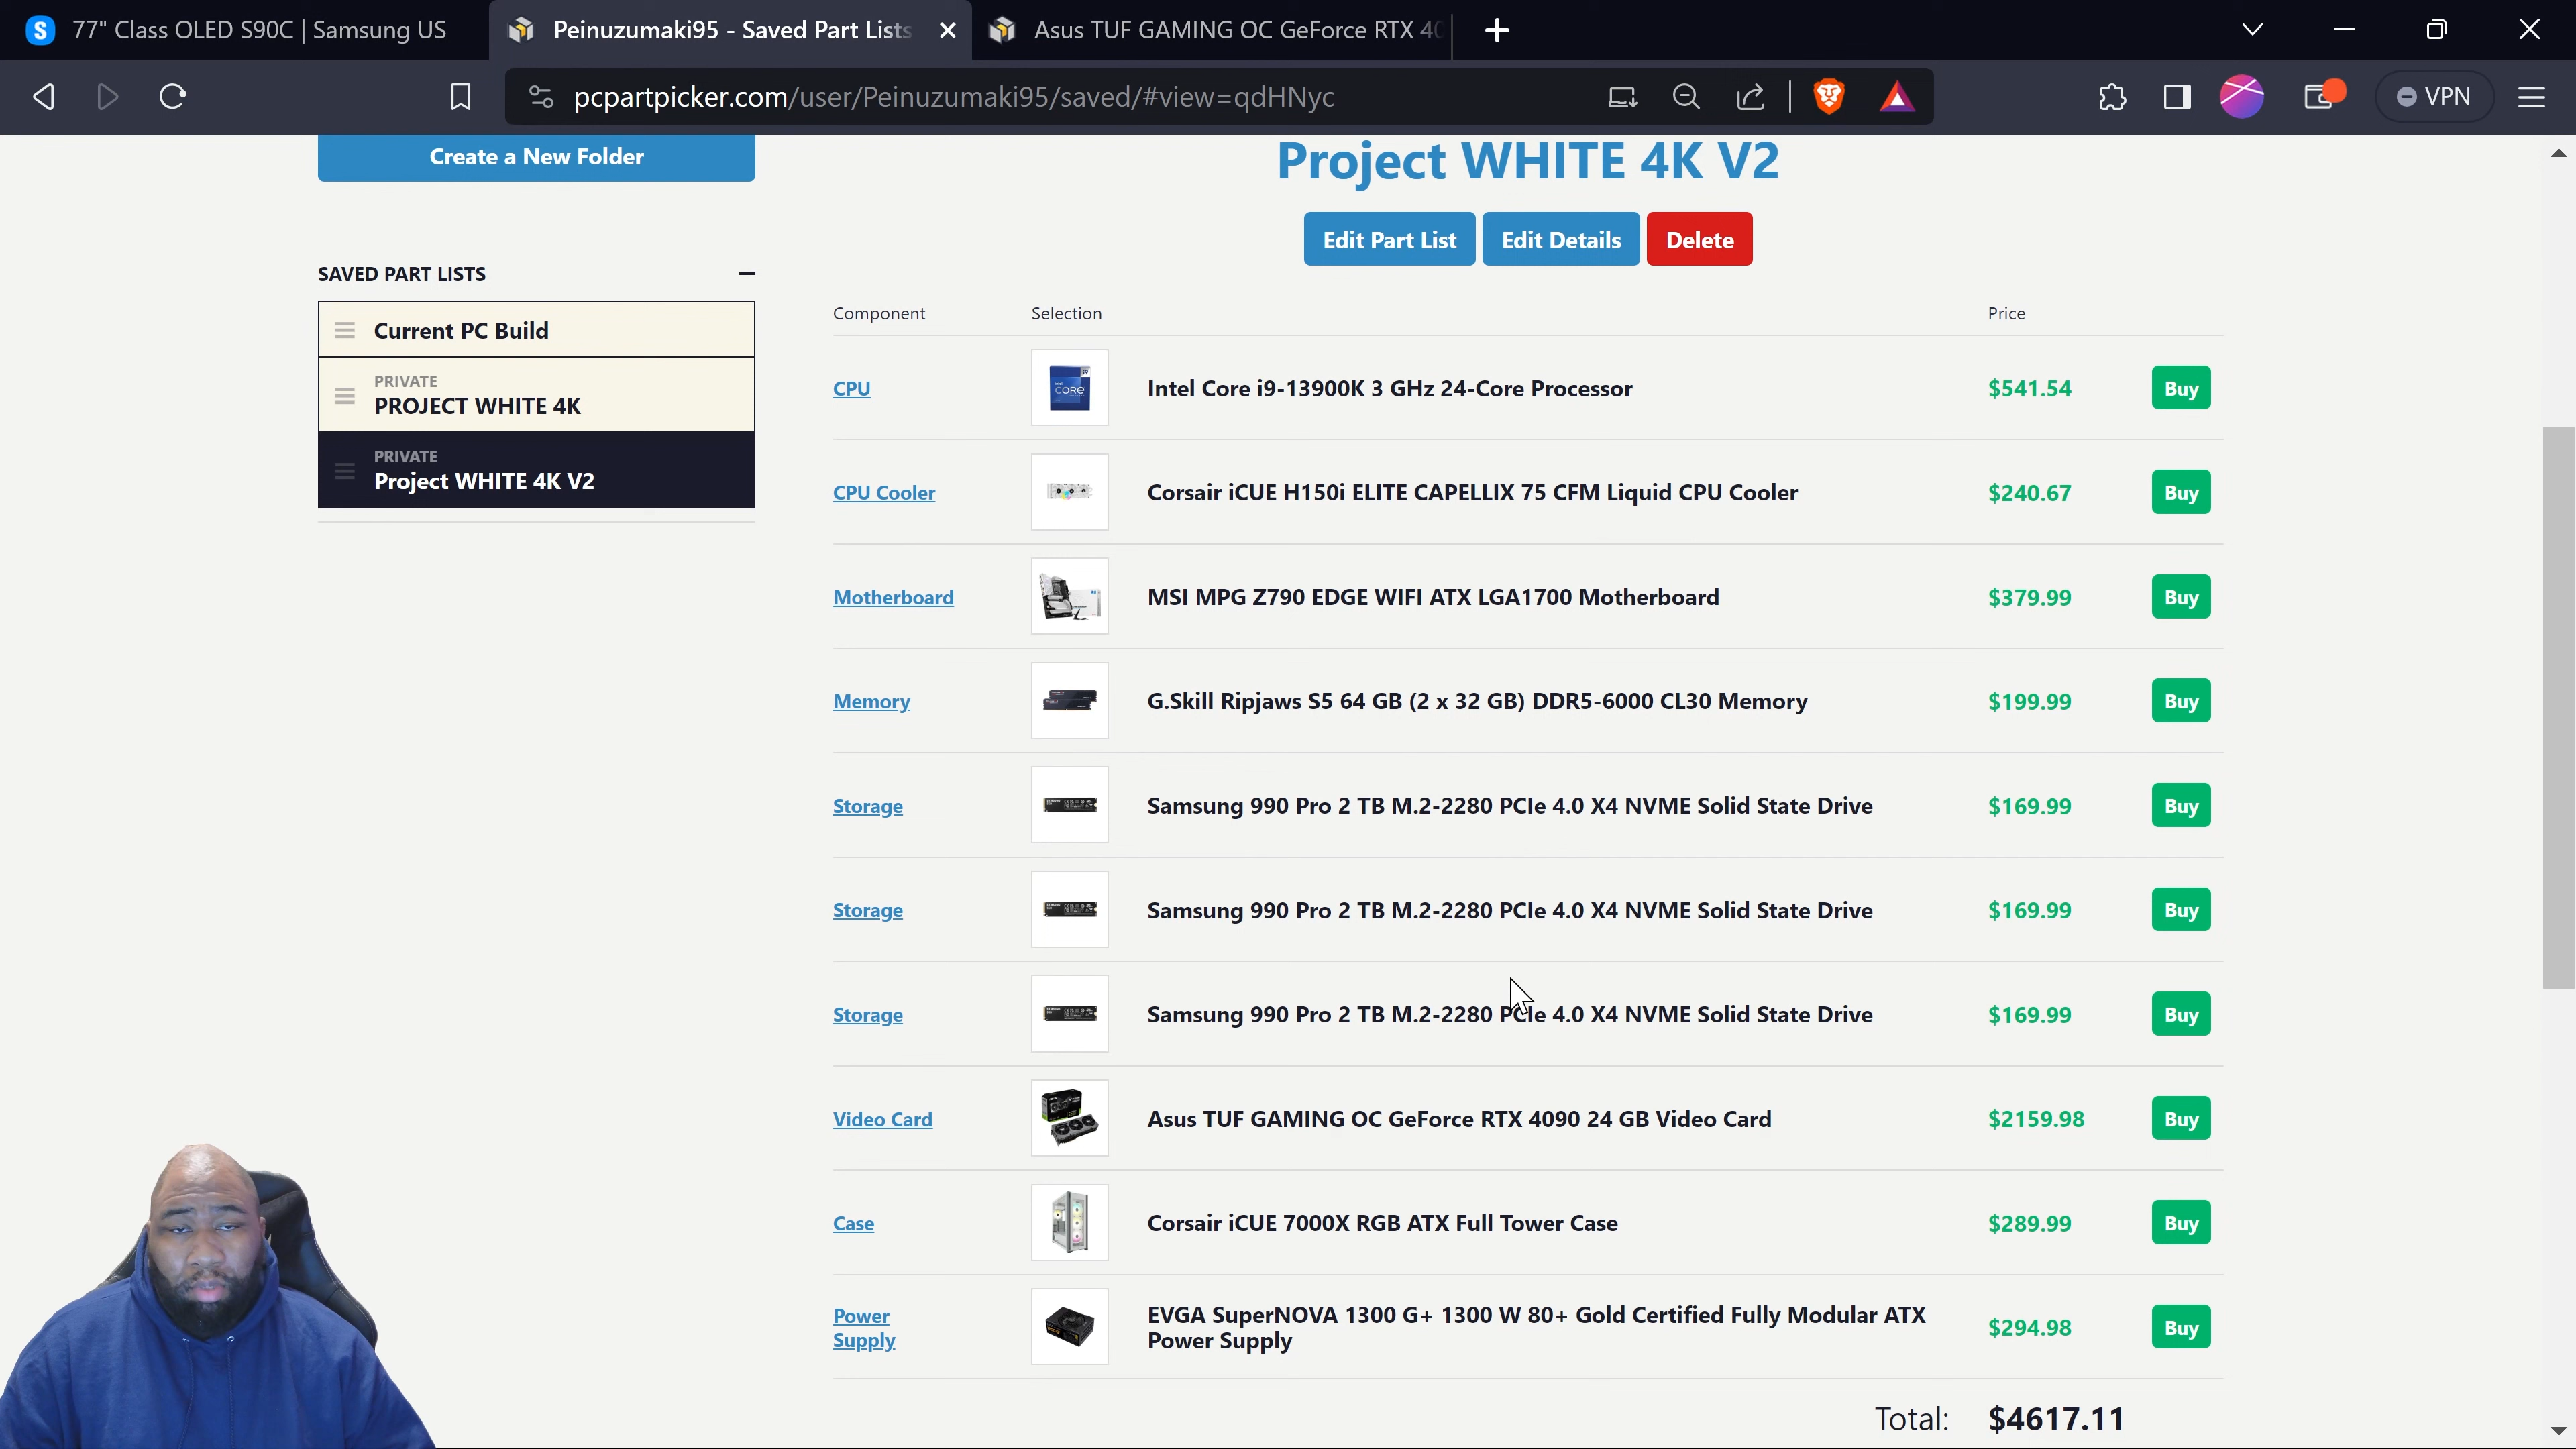 77" Class OLED S90C | Samsung US
Peinuzumaki95 - Saved Part Lists
Asus TUF GAMING OC GeForce RTX 40
pcpartpicker.com/user/Peinuzumaki95/saved/#view=qdHNyc
VPN
Create a New Folder
SAVED PART LISTS
Current PC Build
PRIVATE
PROJECT WHITE 4K
PRIVATE
Project WHITE 4K V2
Project WHITE 4K V2
Edit Part List Edit Details Delete
Component Selection Price
CPU Intel Core i9-13900K 3 GHz 24-Core Processor $541.54 Buy
CPU Cooler Corsair iCUE H150i ELITE CAPELLIX 75 CFM Liquid CPU Cooler $240.67 Buy
Motherboard MSI MPG Z790 EDGE WIFI ATX LGA1700 Motherboard $379.99 Buy
Memory G.Skill Ripjaws S5 64 GB (2 x 32 GB) DDR5-6000 CL30 Memory $199.99 Buy
Storage Samsung 990 Pro 2 TB M.2-2280 PCIe 4.0 X4 NVME Solid State Drive $169.99 Buy
Storage Samsung 990 Pro 2 TB M.2-2280 PCIe 4.0 X4 NVME Solid State Drive $169.99 Buy
Storage Samsung 990 Pro 2 TB M.2-2280 PCIe 4.0 X4 NVME Solid State Drive $169.99 Buy
Video Card Asus TUF GAMING OC GeForce RTX 4090 24 GB Video Card $2159.98 Buy
Case Corsair iCUE 7000X RGB ATX Full Tower Case $289.99 Buy
Power Supply EVGA SuperNOVA 1300 G+ 1300 W 80+ Gold Certified Fully Modular ATX
Power Supply $294.98 Buy
Total: $4617.11